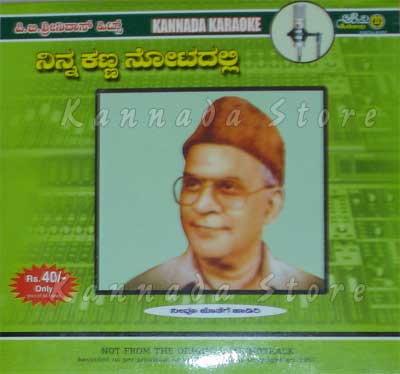 ಪಿ.ಬಿ.ಶ್ರೀನಿವಾಸ್ ಹಿಟ್ಸ್
KANNADA KARAOKE
ನಿನ್ನ ಕಣ್ಣ ನೋಟದಲ್ಲಿ
Kannada Store
Rs. 40/-
Only
Kannada Store
ನೀವೂ ಜೊತೆಗೆ ಹಾಡಿರಿ
NOT FROM THE ORIGINAL SOUNDTRACK